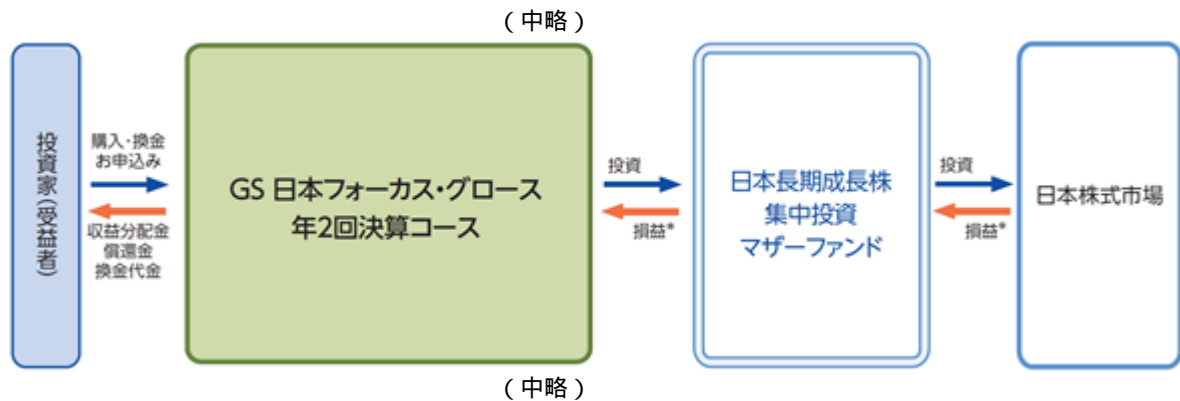 (中略)
投資家(受益者)
購入・換金
お申込み
収益分配金
償還金
換金代金
GS 日本フォーカス・グロース
年2回決算コース
投資
損益*
日本長期成長株
集中投資
マザーファンド
投資
損益*
日本株式市場
(中略)